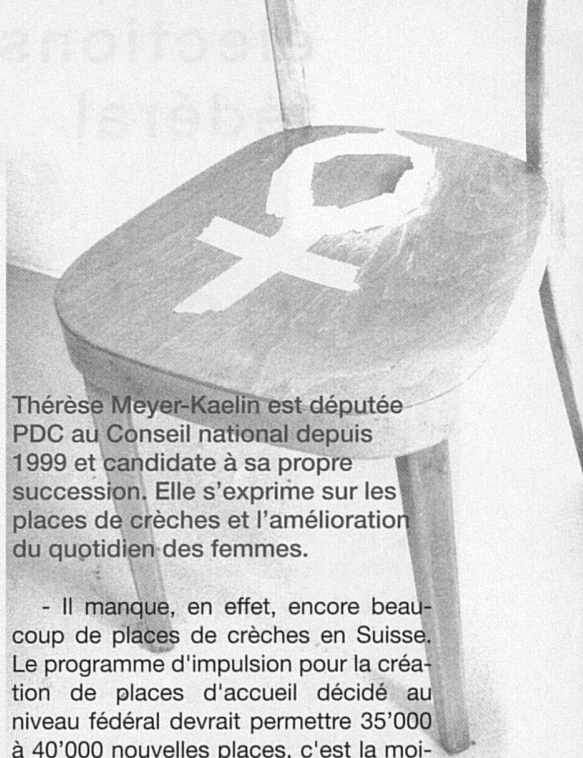 Thérèse Meyer-Kaelin est députée
PDC au Conseil national depuis
1999 et candidate à sa propre
succession. Elle s’exprime sur les
places de crèches et l’amélioration
du quotidien des femmes.
- Il manque, en effet, encore beau-
coup de places de crèches en Suisse.
Le programme d'impulsion pour la créa-
tion de places d'accueil décidé au
niveau fédéral devrait permettre 35’000
à 40’000 nouvelles places, c'est la moi-